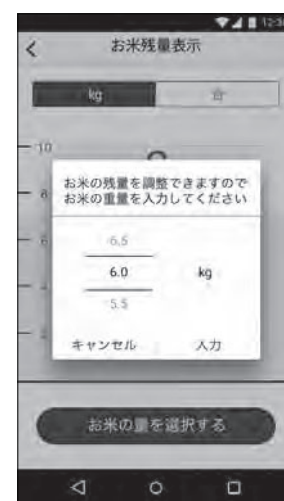 12:30
お米残量表示
kg
合
10
お米の残量を調整できますので
お米の重量を入力してください
8
6
6.5
6.0 kg
5.5
4
2
キャンセル 入力
お米の量を選択する